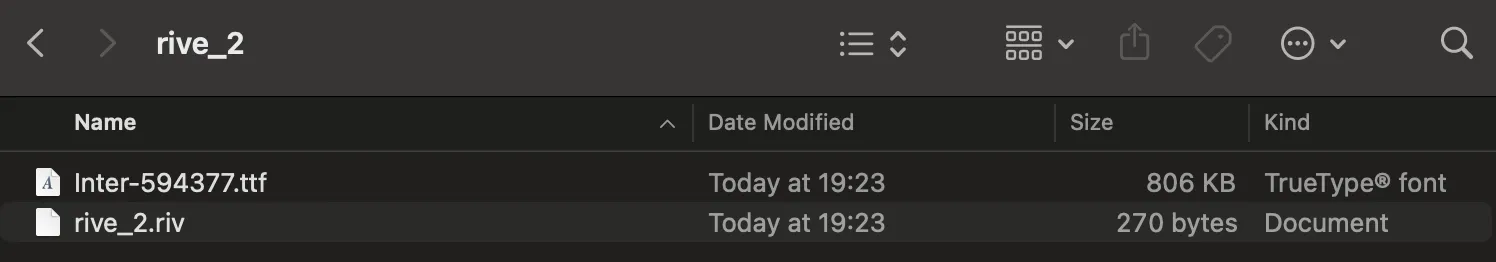 rive_2
Name Date Modified Size Kind
Inter-594377.ttf Today at 19:23 806 KB TrueType® font
rive_2.riv Today at 19:23 270 bytes Document